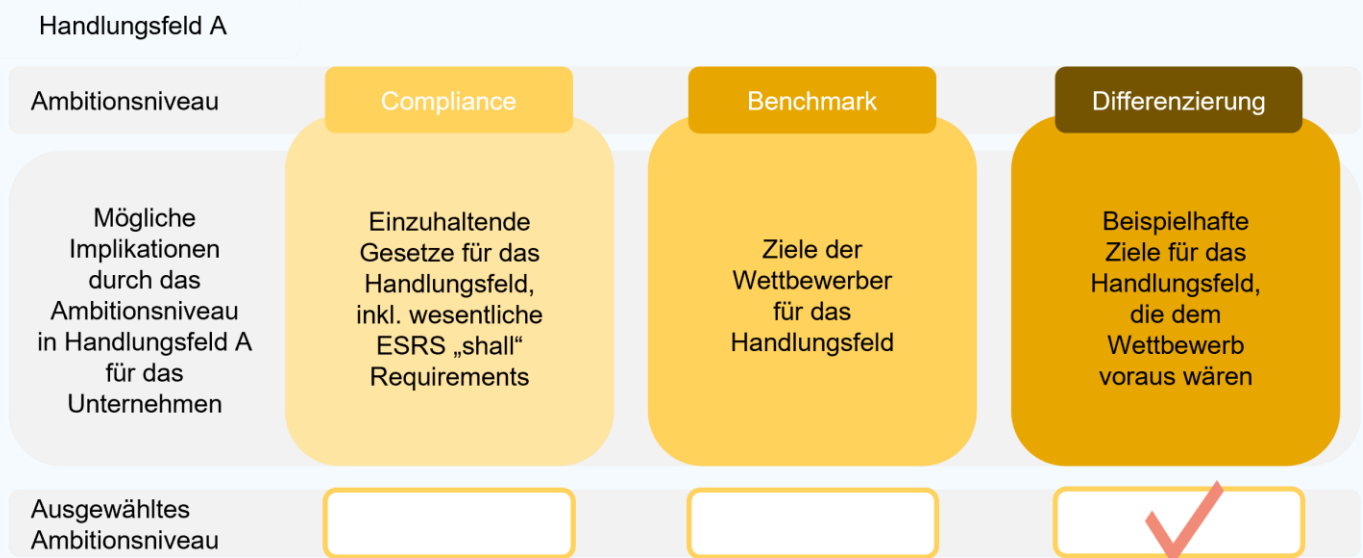 Handlungsfeld A
Ambitionsniveau
Compliance
Benchmark
Differenzierung
Mögliche
Implikationen
durch das
Ambitionsniveau
in Handlungsfeld A
für das
Unternehmen
Einzuhaltende
Gesetze für das
Handlungsfeld,
inkl. wesentliche
ESRS „shall“
Requirements
Ziele der
Wettbewerber
für das
Handlungsfeld
Beispielhafte
Ziele für das
Handlungsfeld,
die dem
Wettbewerb
voraus wären
Ausgewähltes
Ambitionsniveau